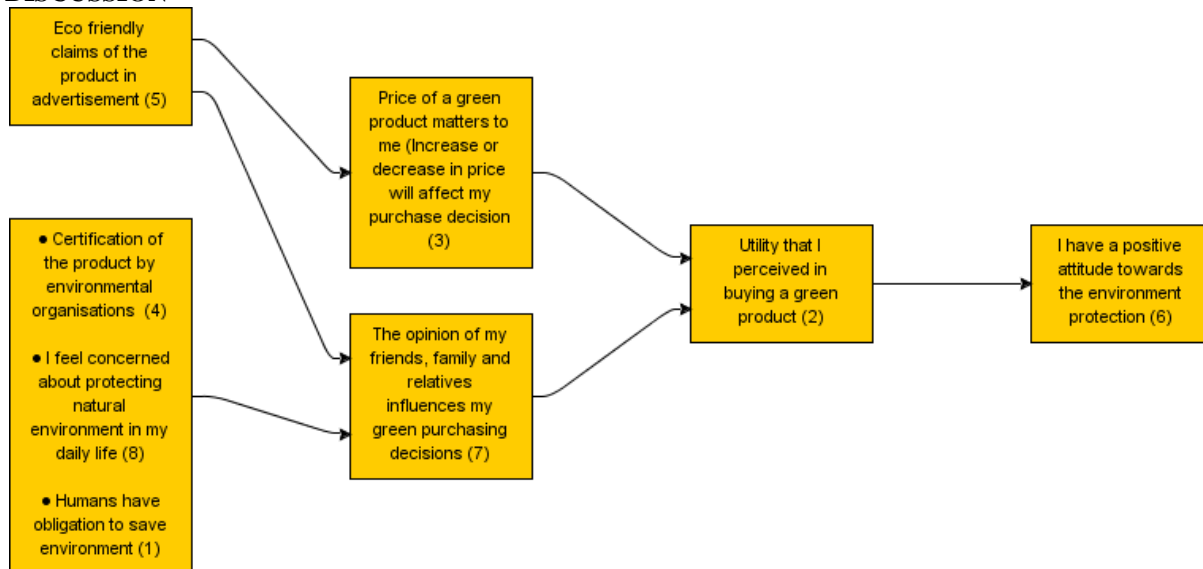 DISCUSSION
Eco friendly
claims of the
product in
advertisement (5)
Price of a green
product matters to
me (Increase or
decrease in price
will affect my
purchase decision
(3)
● Certification of
the product by
environmental
organisations (4)
● I feel concerned
about protecting
natural
environment in my
daily life (8)
● Humans have
obligation to save
environment (1)
The opinion of my
friends, family and
relatives
influences my
green purchasing
decisions (7)
Utility that I
perceived in
buying a green
product (2)
I have a positive
attitude towards
the environment
protection (6)